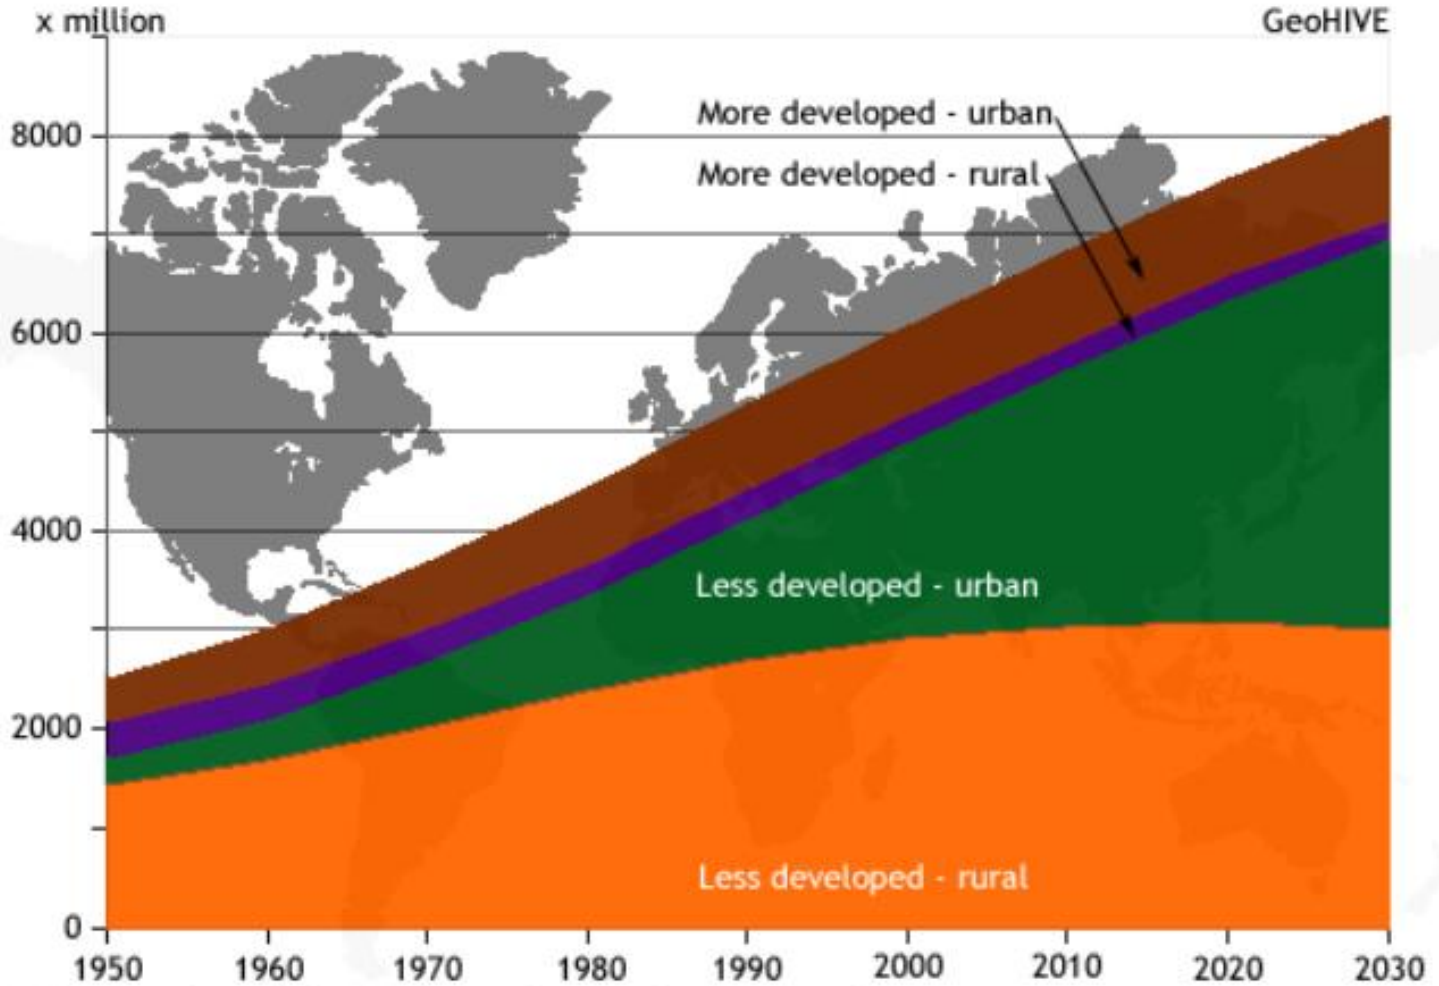 x million
GeoHIVE
8000
More developed - urban
More developed - rural
6000
4000
Less developed - urban
2000
Less developed - rural
0
1950 1960 1970 1980 1990 2000 2010 2020 2030